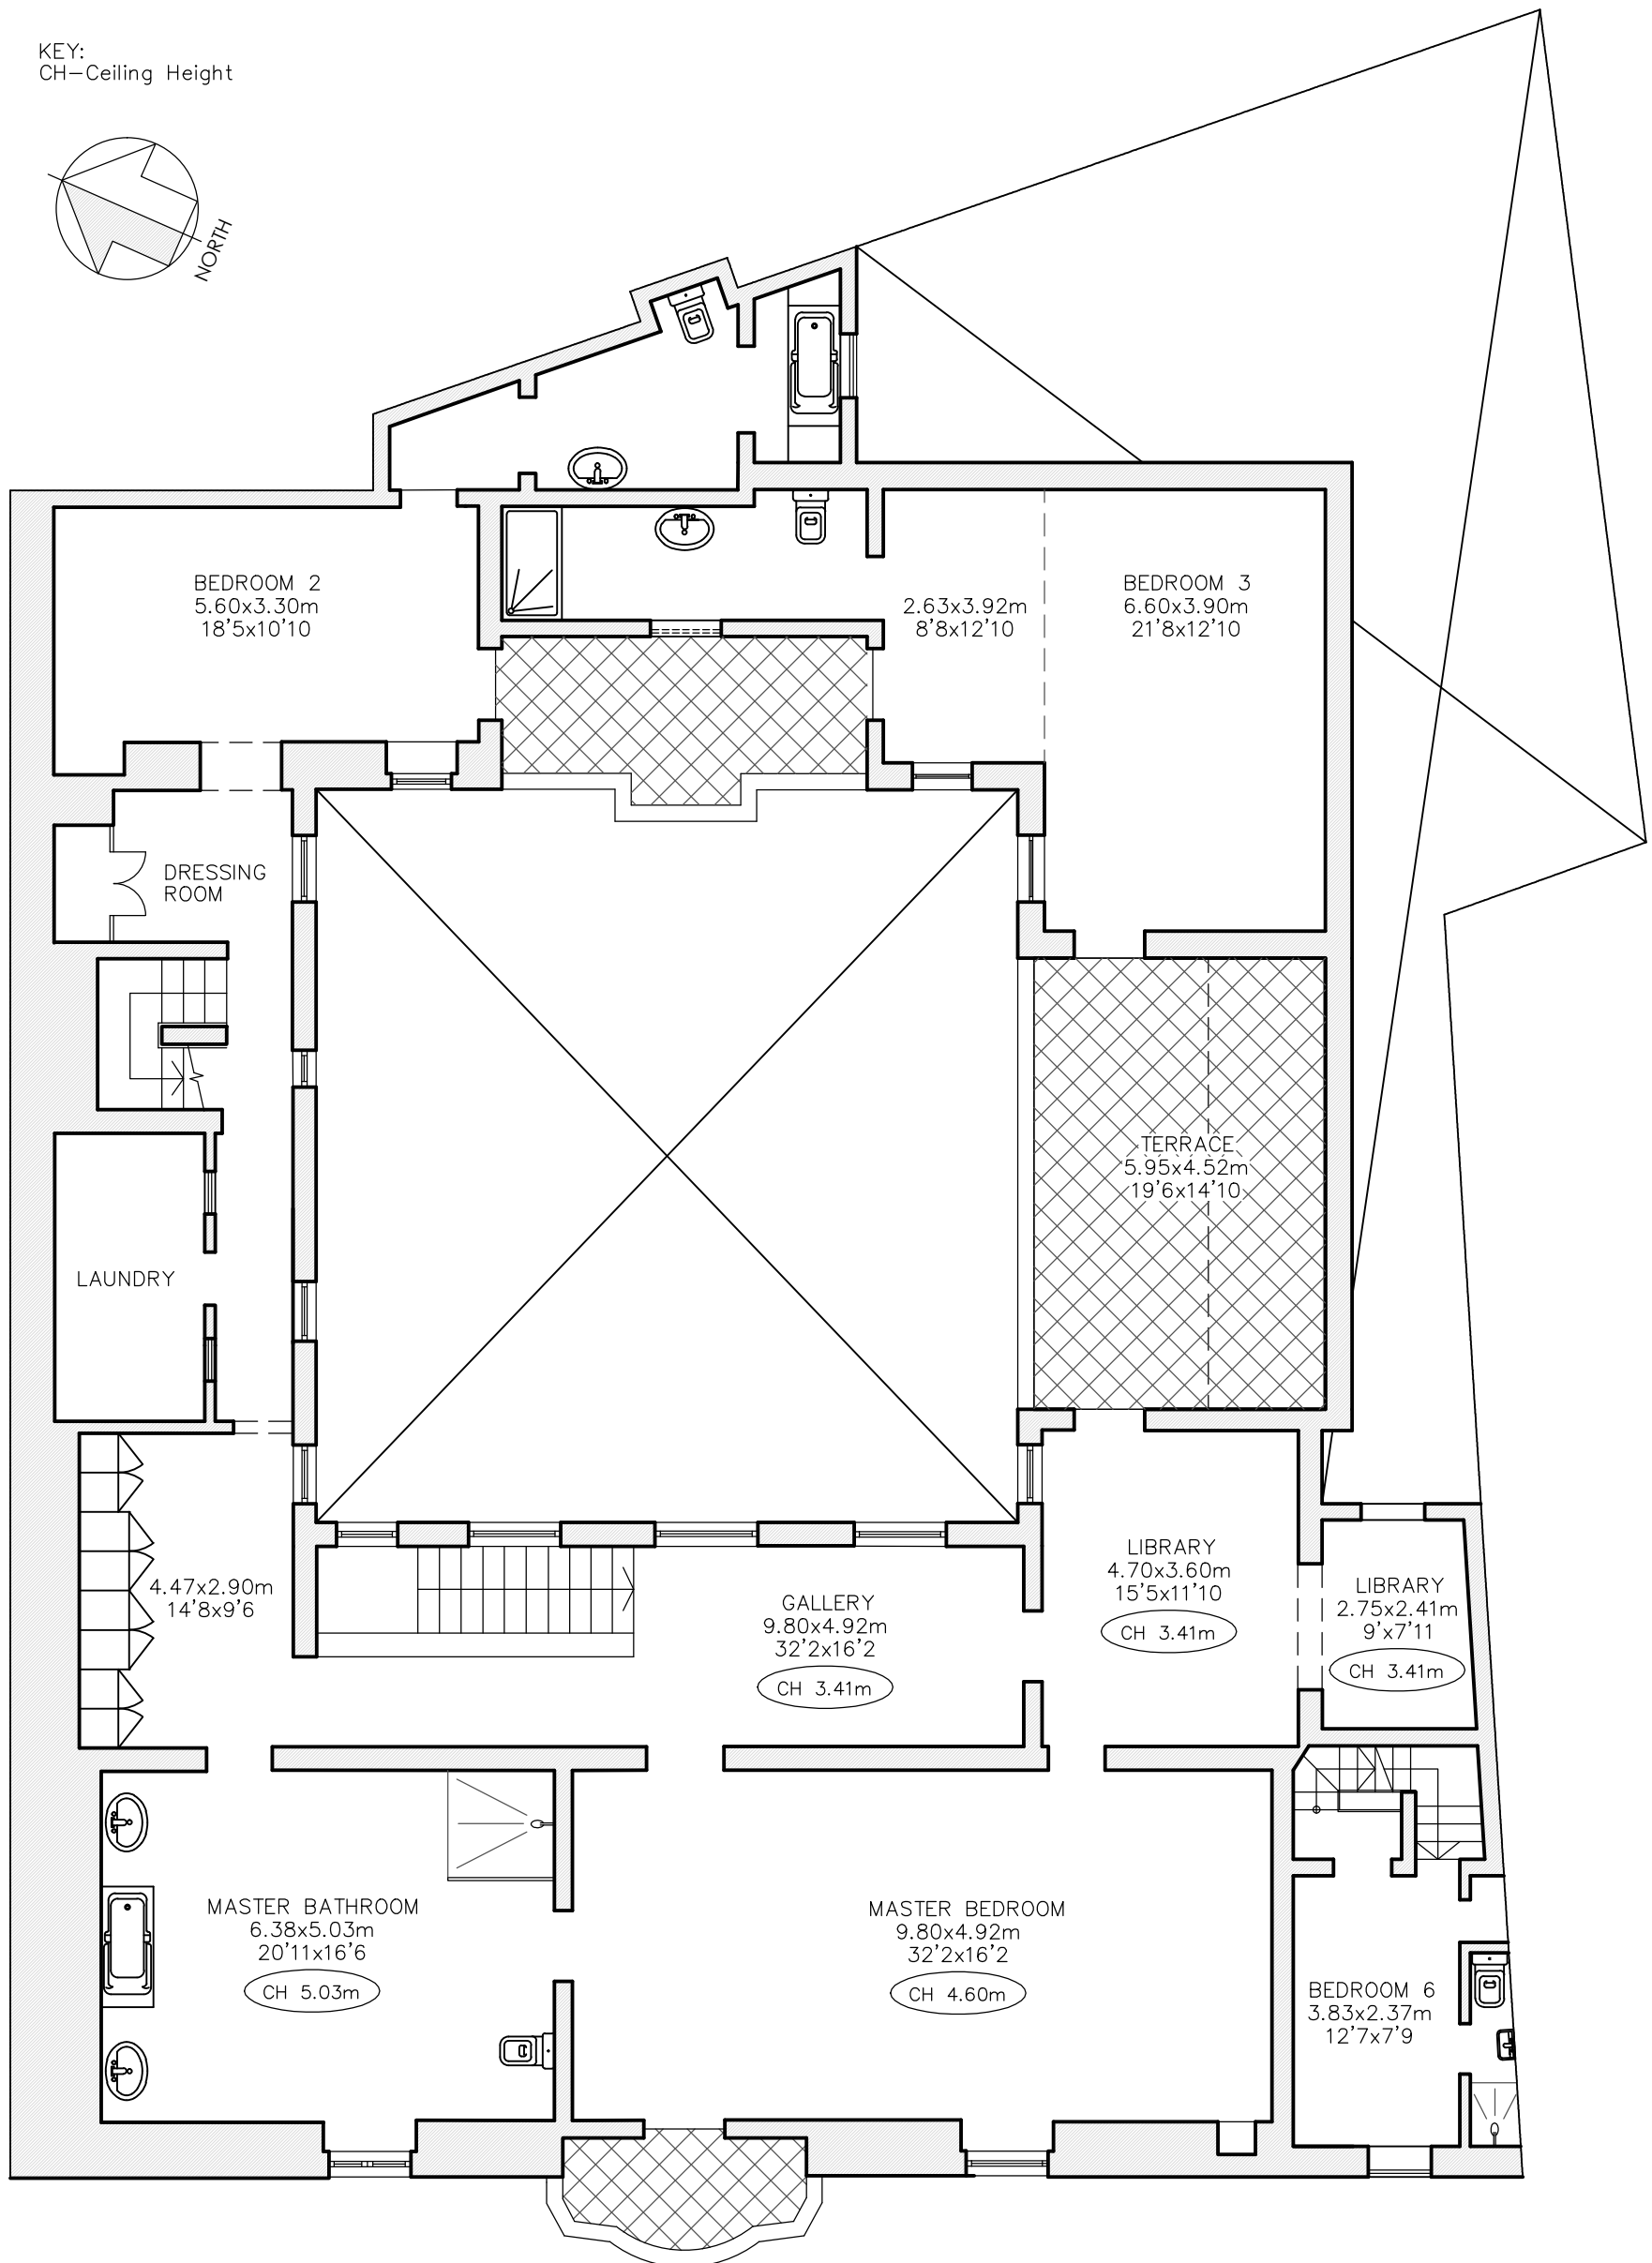 KEY:
CH-Ceiling Height
NORTH
BEDROOM 2
5.60x3.30m
18'5x10'10
2.63x3.92m
8'8x12'10
BEDROOM 3
6.60x3.90m
21'8x12'10
DRESSING
ROOM
TERRACE
5.95x4.52m
19'6x14'10
LAUNDRY
4.47x2.90m
14'8x9'6
GALLERY
9.80x4.92m
32'2x16'2
CH 3.41m
LIBRARY
4.70x3.60m
15'5x11'10
CH 3.41m
LIBRARY
2.75x2.41m
9'x7'11
CH 3.41m
MASTER BATHROOM
6.38x5.03m
20'11x16'6
CH 5.03m
MASTER BEDROOM
9.80x4.92m
32'2x16'2
CH 4.60m
BEDROOM 6
3.83x2.37m
12'7x7'9